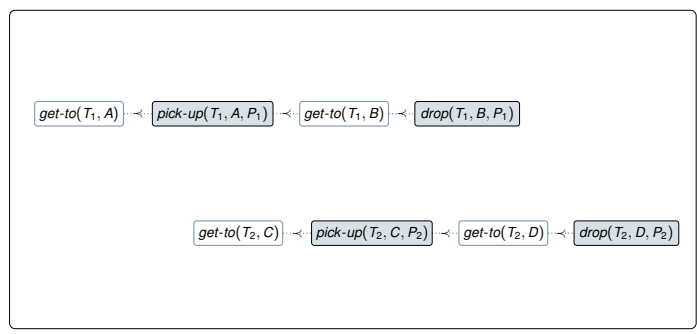 get-to(T₁, A) ≺ pick-up(T₁, A, P₁) ≺ get-to(T₁, B) ≺ drop(T₁, B, P₁)
get-to(T₂, C) ≺ pick-up(T₂, C, P₂) ≺ get-to(T₂, D) ≺ drop(T₂, D, P₂)